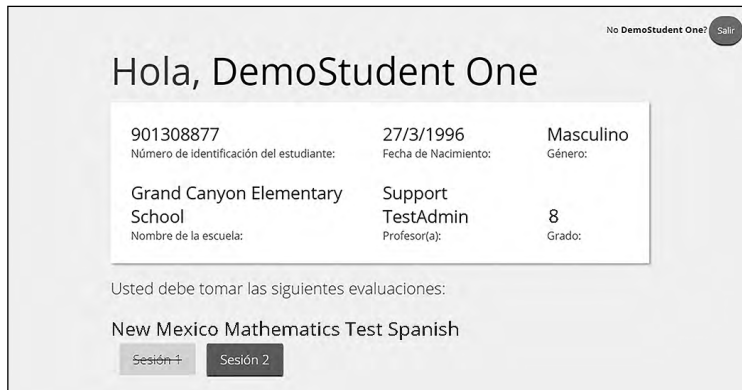 No DemoStudent One? Salir
Hola, DemoStudent One
901308877 27/3/1996 Masculino
Número de identificación del estudiante: Fecha de Nacimiento: Género:
Grand Canyon Elementary Support
School TestAdmin 8
Nombre de la escuela: Profesor(a): Grado:
Usted debe tomar las siguientes evaluaciones:
New Mexico Mathematics Test Spanish
Sesión 1 Sesión 2